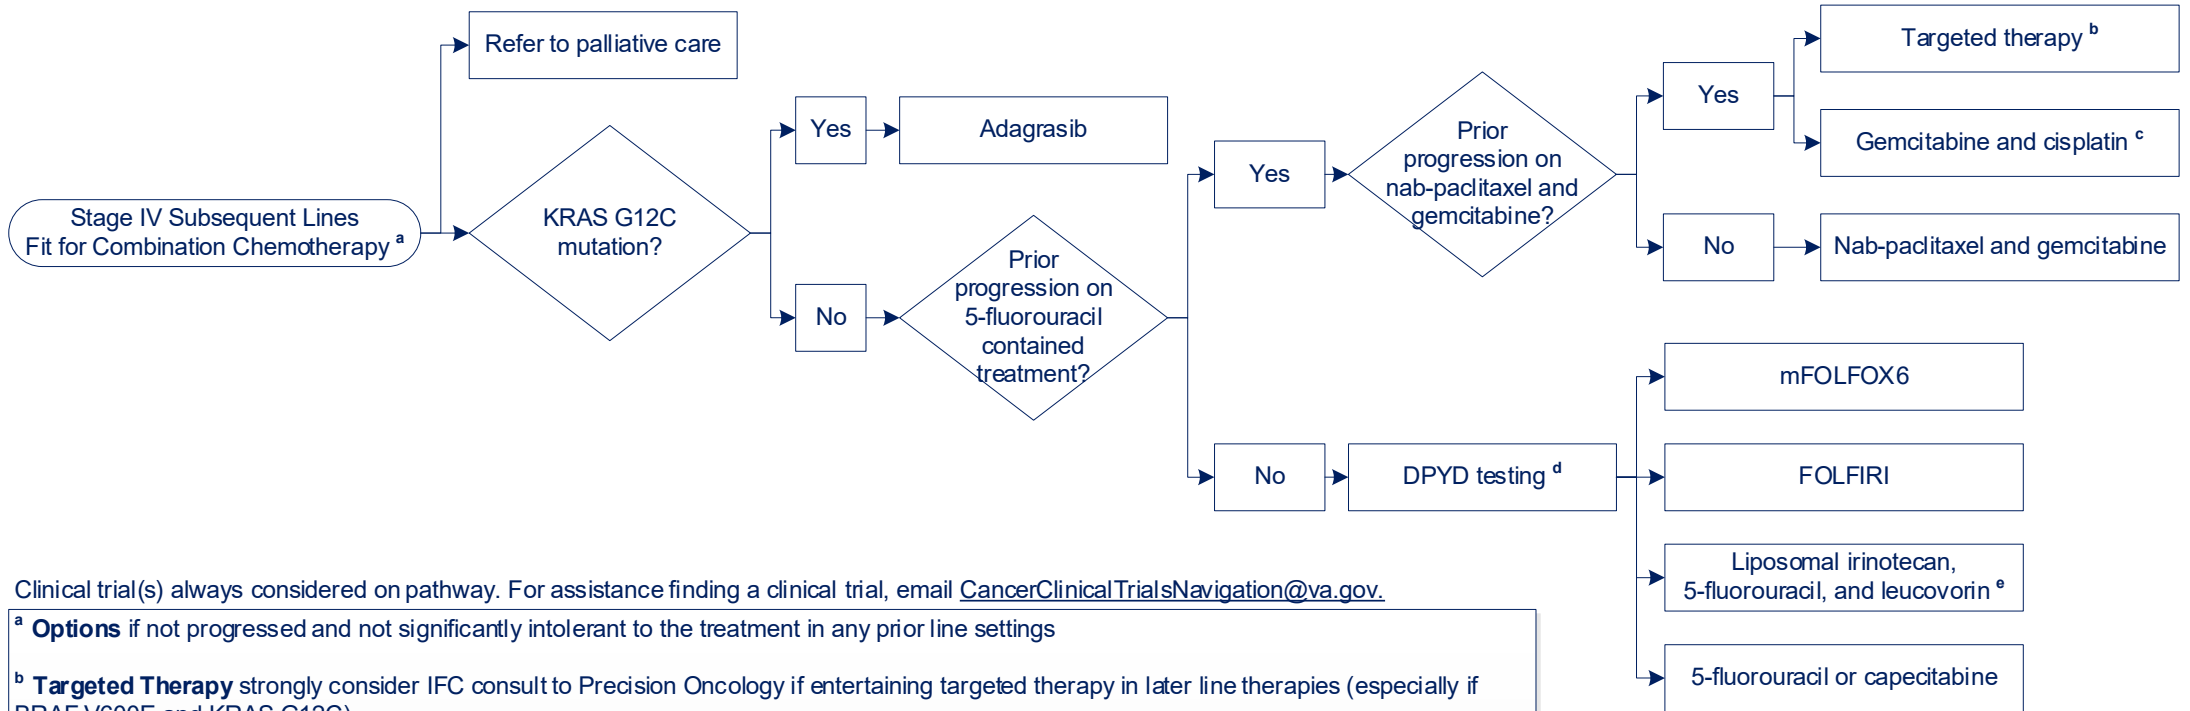 Refer to palliative care
Stage IV Subsequent Lines
Fit for Combination Chemotherapy a
KRAS G12C
mutation?
Yes
Adagrasib
No
Prior
progression on
5-fluorouracil
contained
treatment?
Yes
Prior
progression on
nab-paclitaxel and
gemcitabine?
Yes
Targeted therapy b
Gemcitabine and cisplatin c
No
Nab-paclitaxel and gemcitabine
No
DPYD testing d
mFOLFOX6
FOLFIRI
Liposomal irinotecan,
5-fluorouracil, and leucovorin e
5-fluorouracil or capecitabine
Clinical trial(s) always considered on pathway. For assistance finding a clinical trial, email CancerClinicalTrialsNavigation@va.gov.
a Options if not progressed and not significantly intolerant to the treatment in any prior line settings
b Targeted Therapy strongly consider IFC consult to Precision Oncology if entertaining targeted therapy in later line therapies (especially if
BRAF V600E and KRAS G12C)